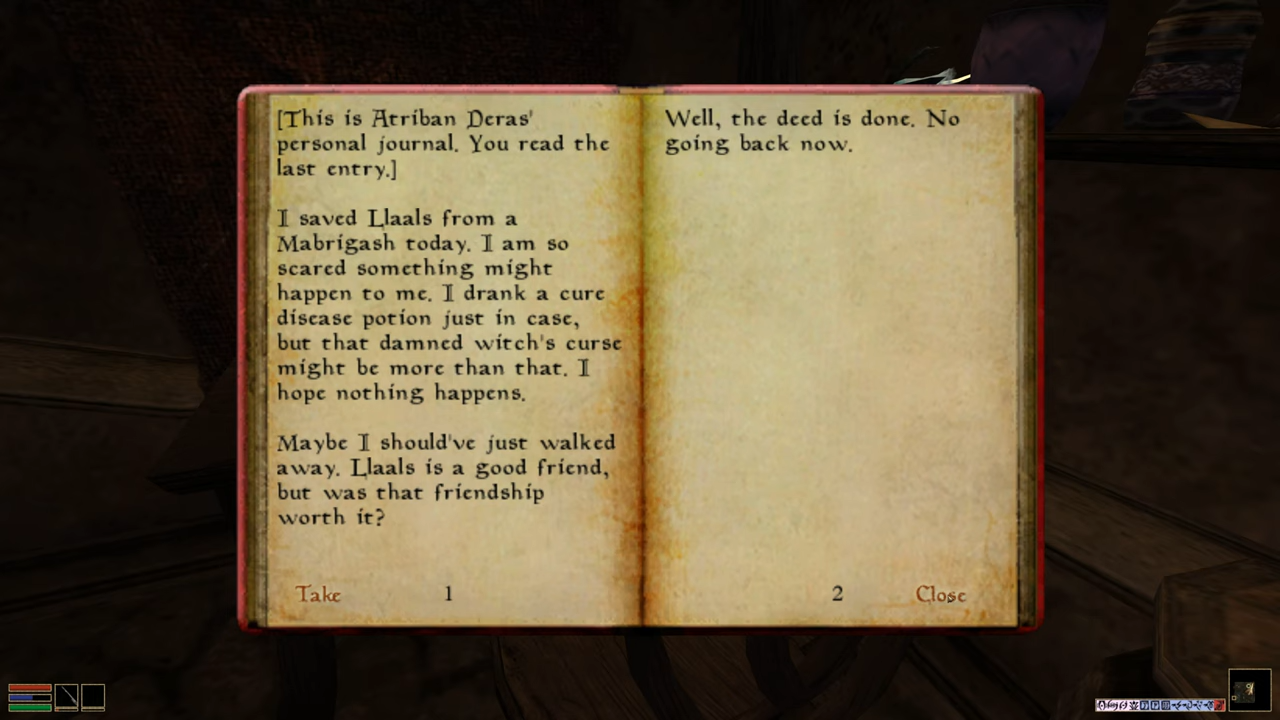 [This is Atriban Deras'
personal journal. You read the
last entry.]
I saved Llaals from a
Mabrigash today. I am so
scared something might
happen to me. I drank a cure
disease potion just in case,
but that damned witch's curse
might be more than that. I
hope nothing happens.
Maybe I should've just walked
away. Llaals is a good friend,
but was that friendship
worth it?
Take
1
Well, the deed is done. No
going back now.
2
Close